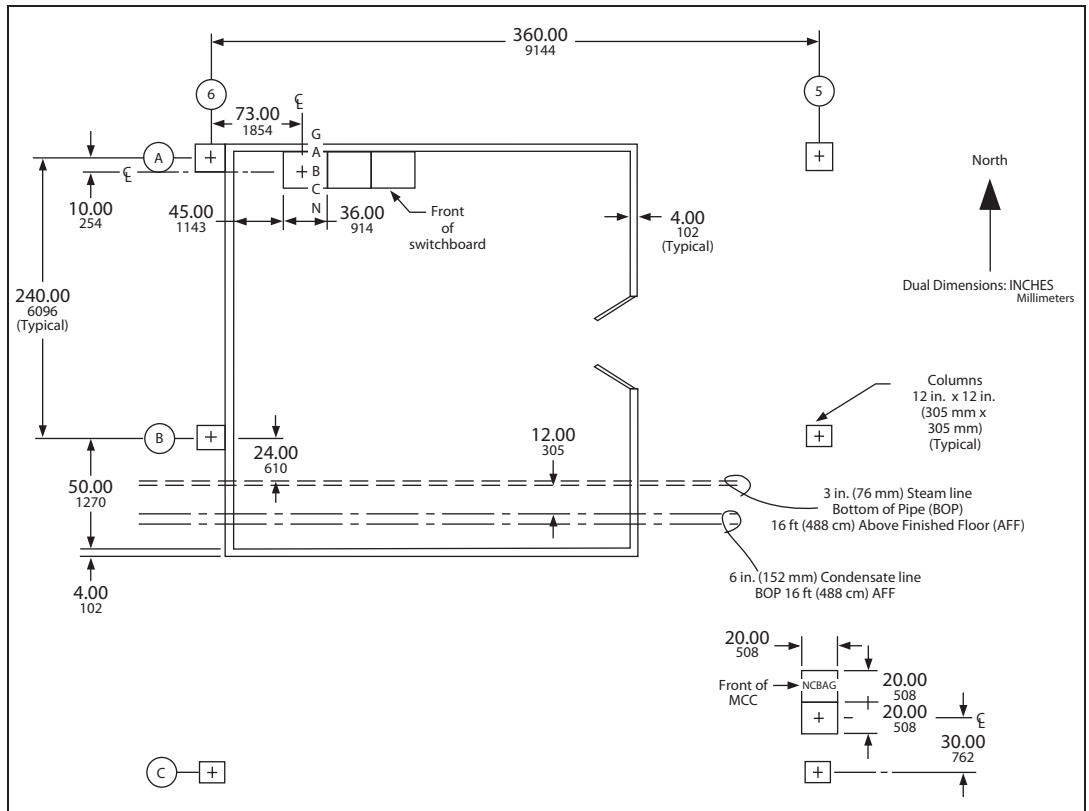 360.00
9144
6
5
73.00
1854
℄
G
A
B
C
N
A
℄
10.00
254
45.00
1143
36.00
914
Front
of
switchboard
4.00
102
(Typical)
North
Dual Dimensions: INCHES
Millimeters
240.00
6096
(Typical)
Columns
12 in. x 12 in.
(305 mm x
305 mm)
(Typical)
B
24.00
610
12.00
305
50.00
1270
3 in. (76 mm) Steam line
Bottom of Pipe (BOP)
16 ft (488 cm) Above Finished Floor (AFF)
6 in. (152 mm) Condensate line
BOP 16 ft (488 cm) AFF
4.00
102
20.00
508
Front of
MCC
NCBAG
20.00
508
20.00
508
℄
30.00
762
C